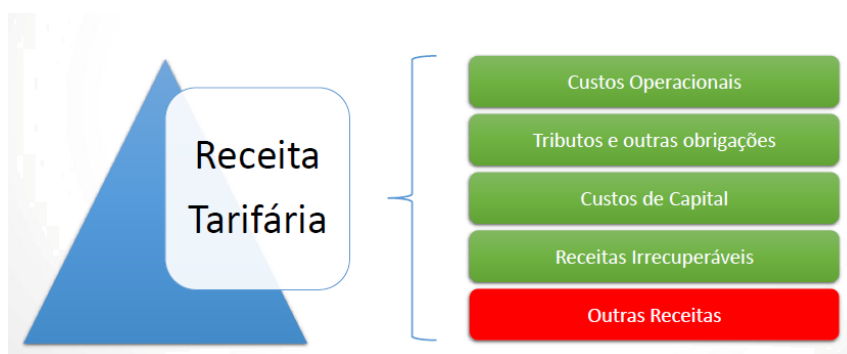 Receita
Tarifária
Custos Operacionais
Tributos e outras obrigações
Custos de Capital
Receitas Irrecuperáveis
Outras Receitas